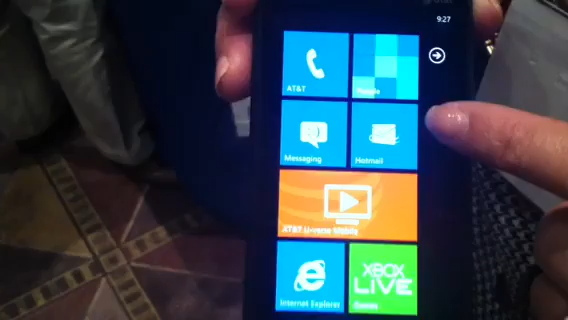 9:27
AT&T
People
Messaging
Hotmail
AT&T U-verse Mobile
Internet Explorer
XBOX
LIVE
Games